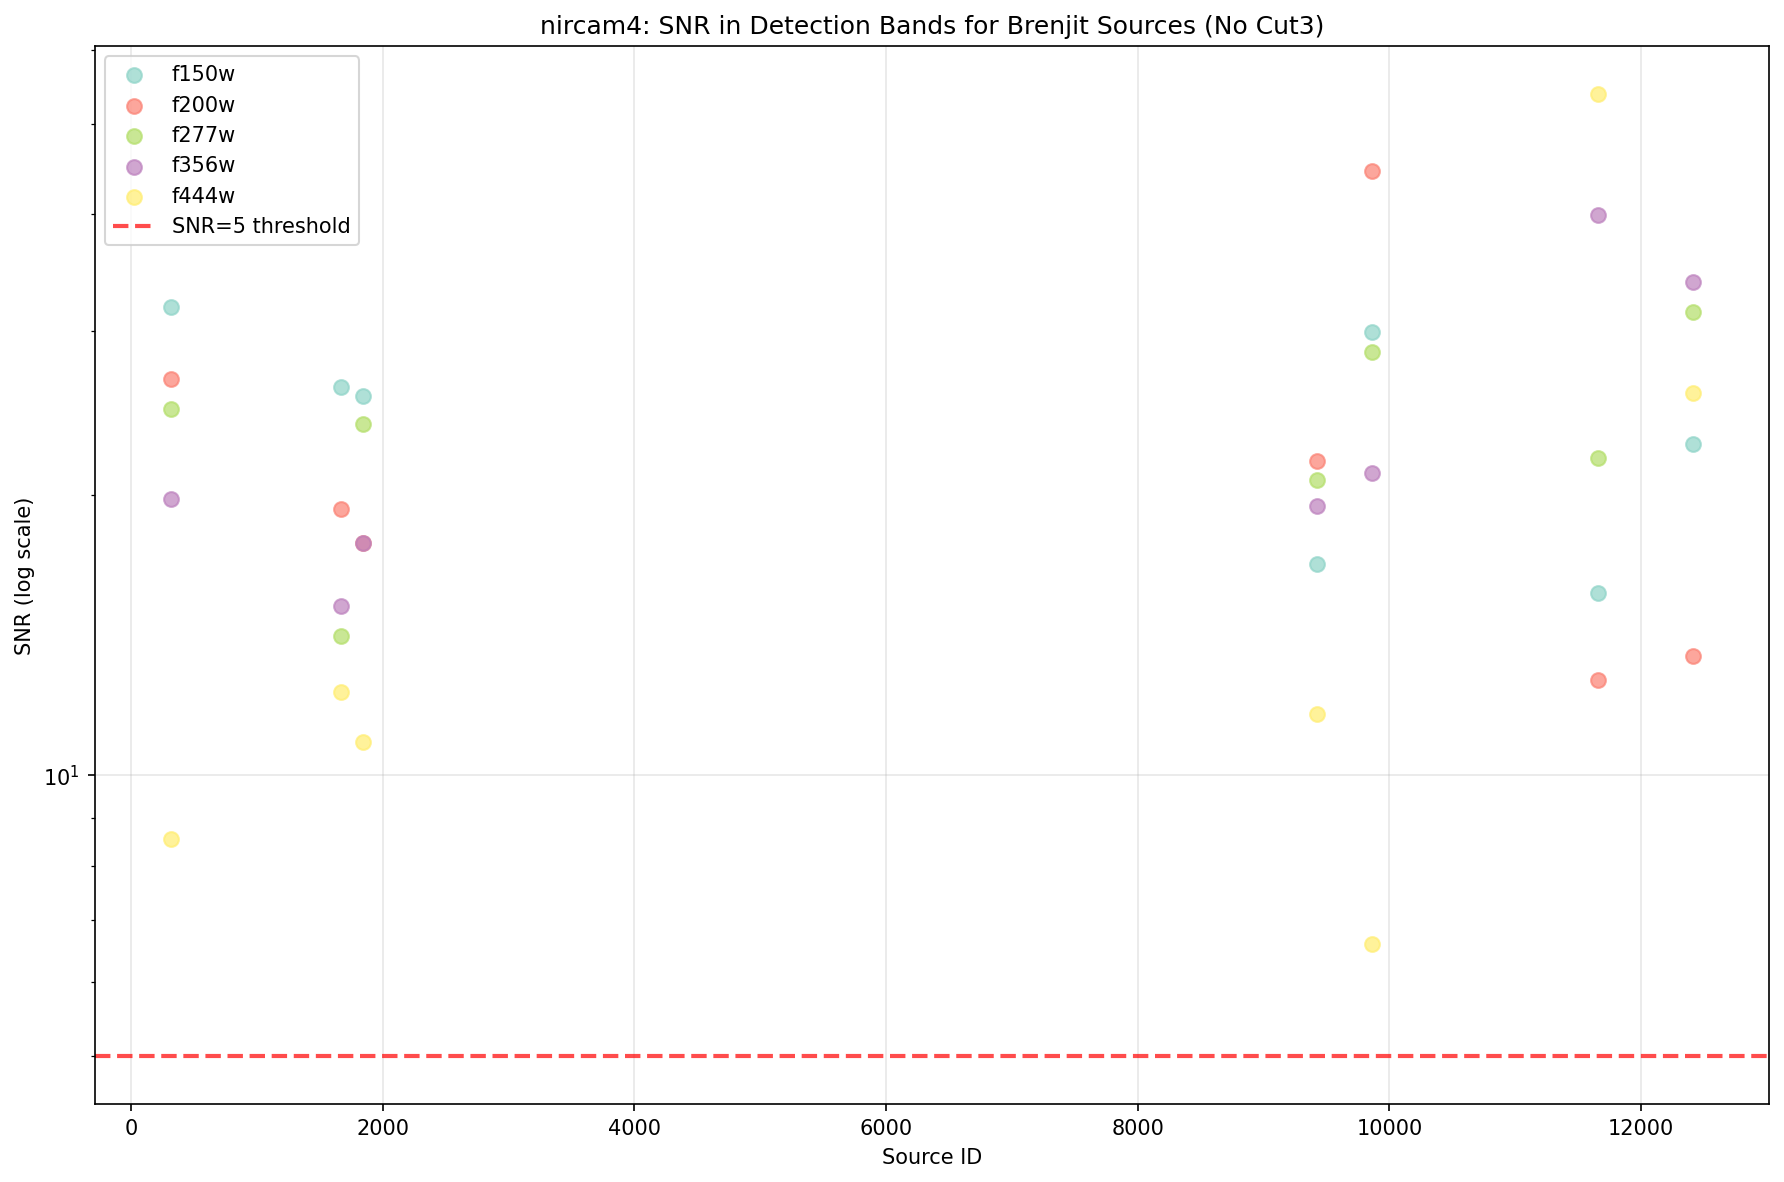 nircam4: SNR in Detection Bands for Brenjit Sources (No Cut3)
f150w
f200w
f277w
f356w
f444w
SNR=5 threshold
SNR (log scale)
10¹
0 2000 4000 6000 8000 10000 12000
Source ID